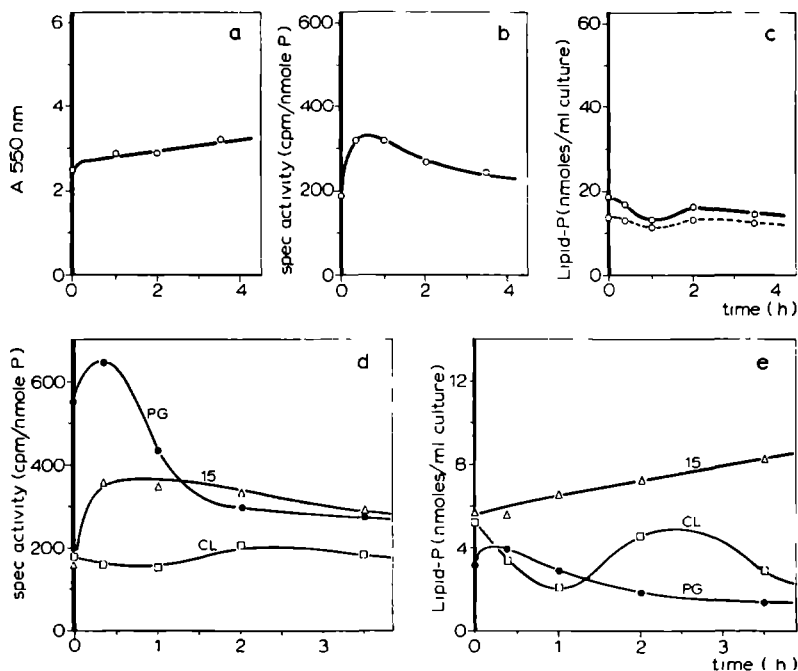 a
A 550 nm
6
4
2
0
0 2 4
b
spec activity (cpm/nmole P)
600
400
200
0
0 2 4
c
Lipid-P (nmoles/ml culture)
60
40
20
0
0 2 4
time (h)
d
spec activity (cpm/nmole P)
600
400
300
200
0
PG
15
CL
0 1 2 3
e
Lipid-P (nmoles/ml culture)
12
8
4
0
15
CL
PG
0 1 2 3
time (h)